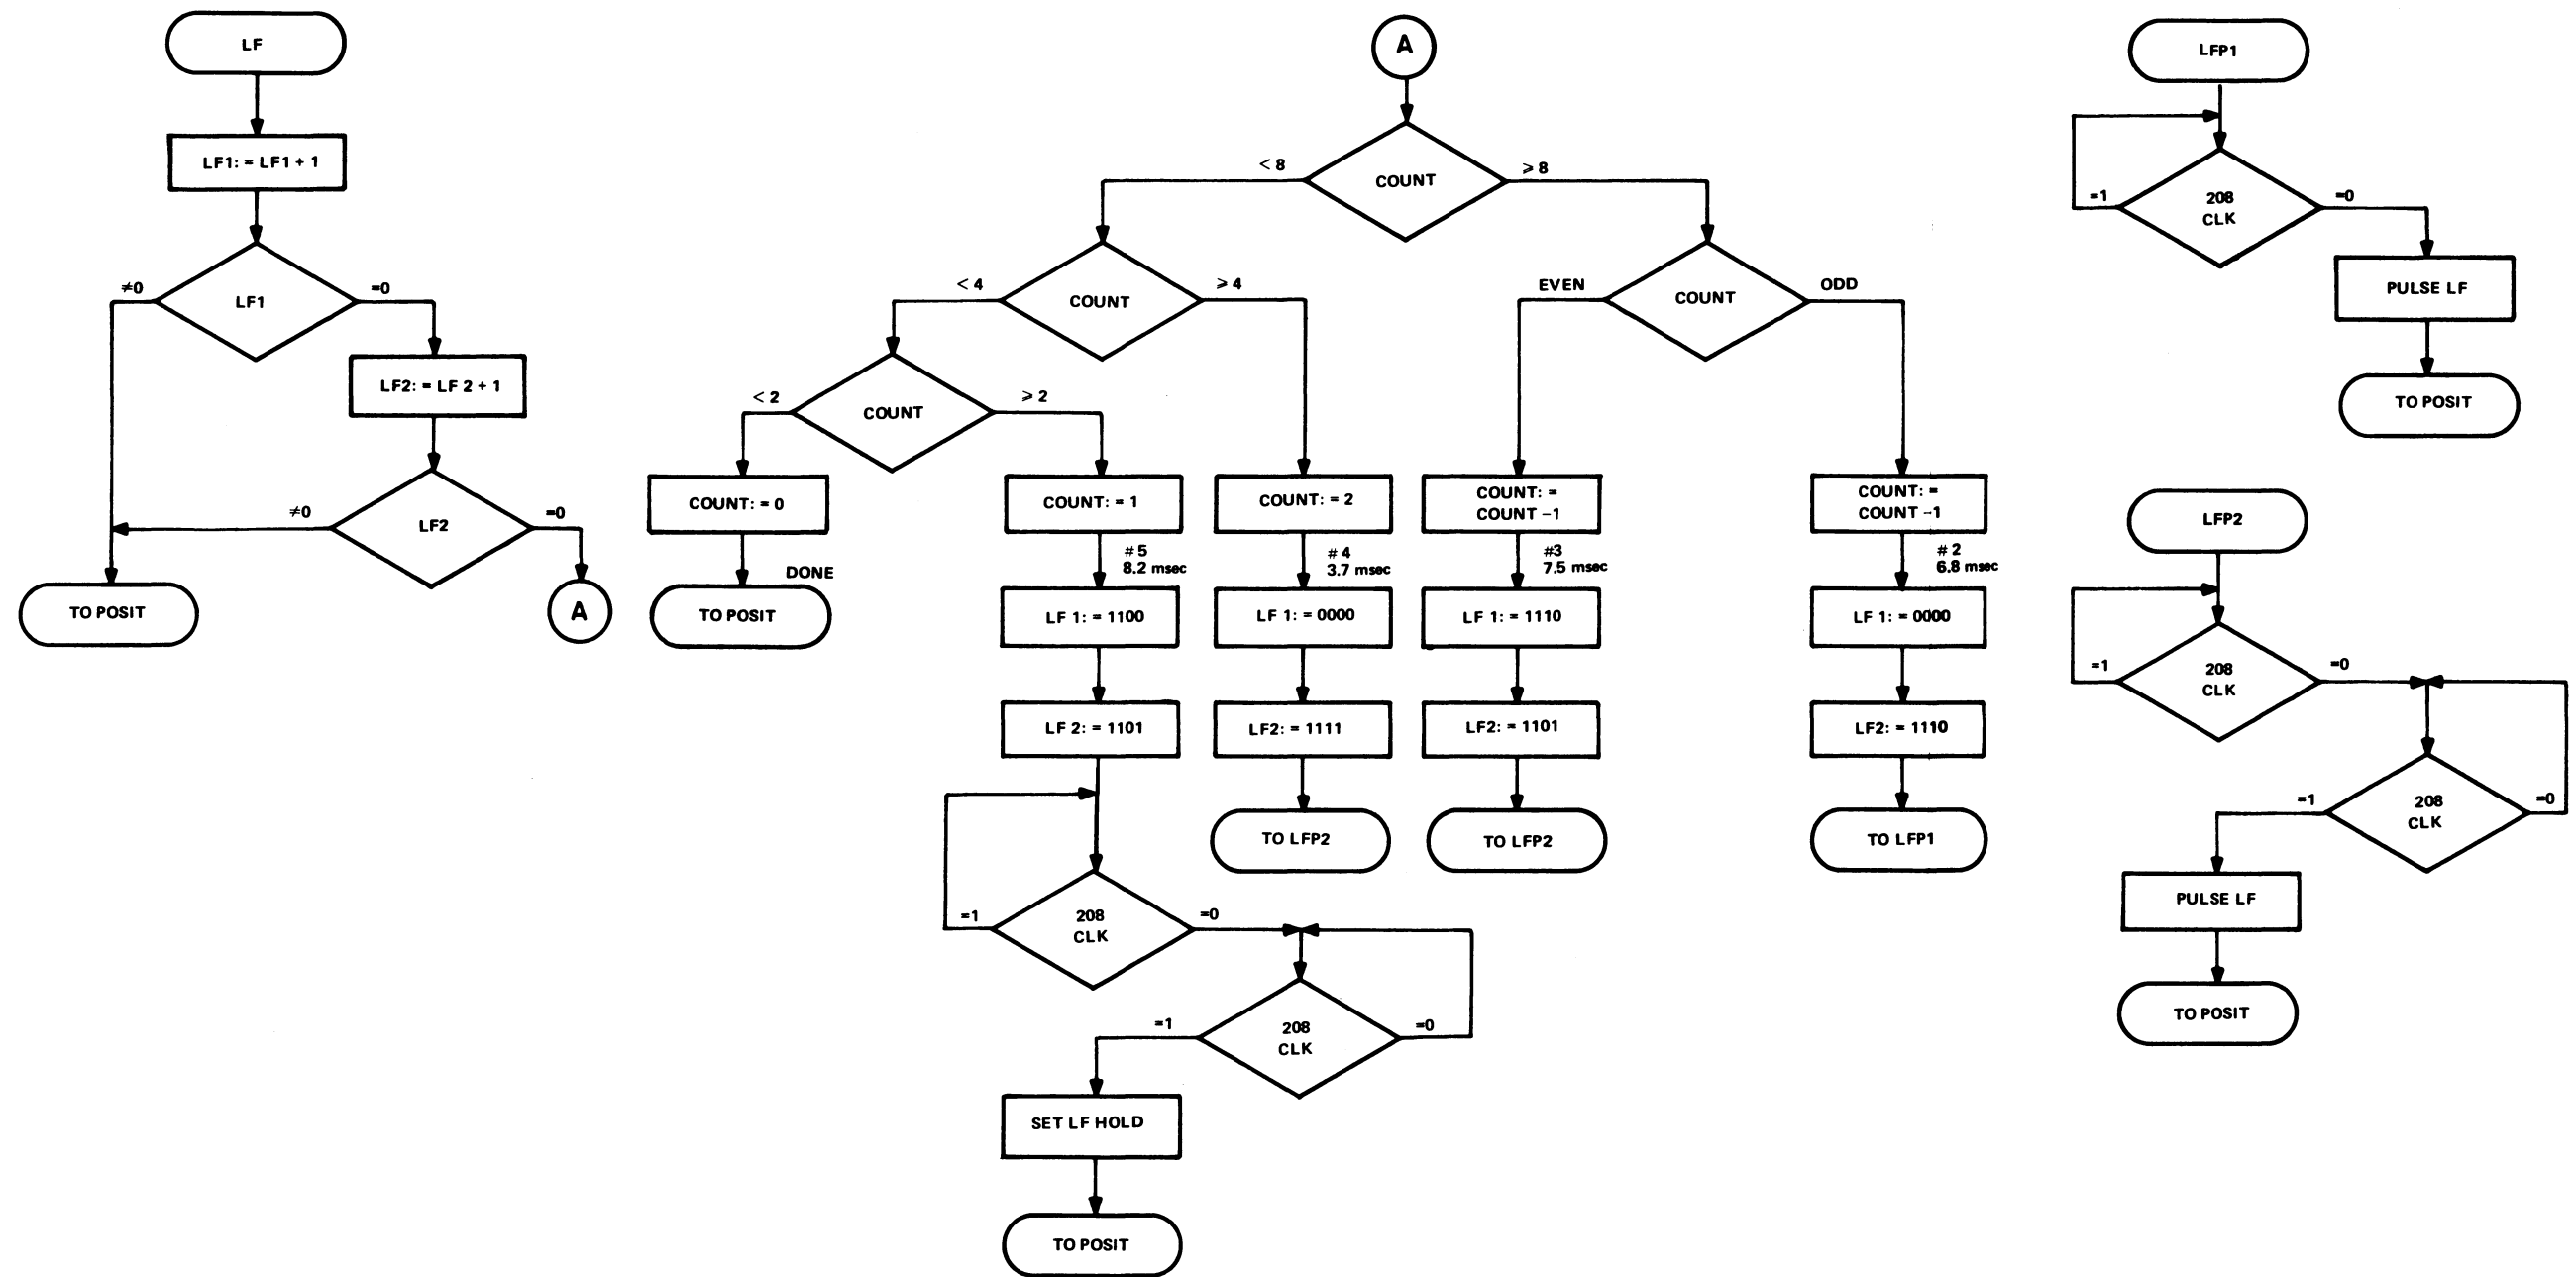 LF
LF1: = LF1 + 1
LF1
≠0
=0
LF2: = LF 2 + 1
LF2
≠0
=0
TO POSIT
A
A
COUNT
< 8
⩾ 8
COUNT
< 4
⩾ 4
COUNT
EVEN
ODD
COUNT
< 2
⩾ 2
COUNT: = 0
DONE
TO POSIT
COUNT: = 1
# 5
8.2 msec
LF 1: = 1100
LF 2: = 1101
208
CLK
=1
=0
208
CLK
=1
=0
SET LF HOLD
TO POSIT
COUNT: = 2
# 4
3.7 msec
LF 1: = 0000
LF2: = 1111
TO LFP2
COUNT: =
COUNT –1
#3
7.5 msec
LF 1: = 1110
LF2: = 1101
TO LFP2
COUNT: =
COUNT –1
# 2
6.8 msec
LF 1: = 0000
LF2: = 1110
TO LFP1
LFP1
208
CLK
=1
=0
PULSE LF
TO POSIT
LFP2
208
CLK
=1
=0
208
CLK
=1
=0
PULSE LF
TO POSIT